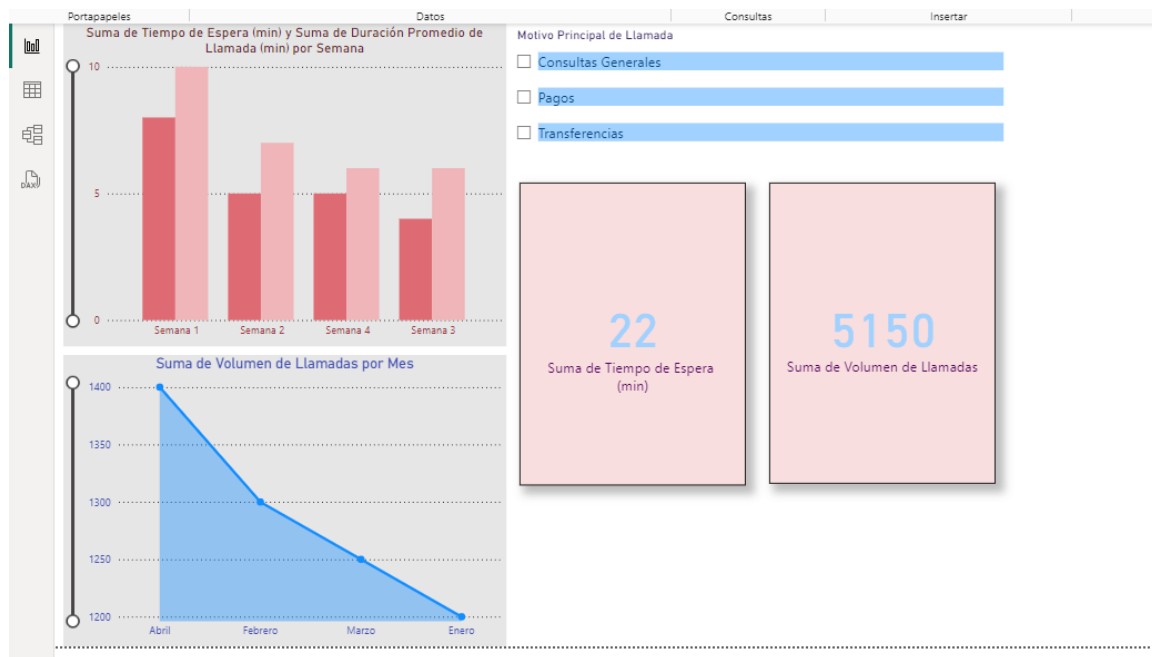 Portapapeles
Datos
Consultas
Insertar
DAX
Suma de Tiempo de Espera (min) y Suma de Duración Promedio de
Llamada (min) por Semana
10
5
0
Semana 1
Semana 2
Semana 4
Semana 3
Suma de Volumen de Llamadas por Mes
1400
1350
1300
1250
1200
Abril
Febrero
Marzo
Enero
Motivo Principal de Llamada
Consultas Generales
Pagos
Transferencias
22
Suma de Tiempo de Espera
(min)
5150
Suma de Volumen de Llamadas